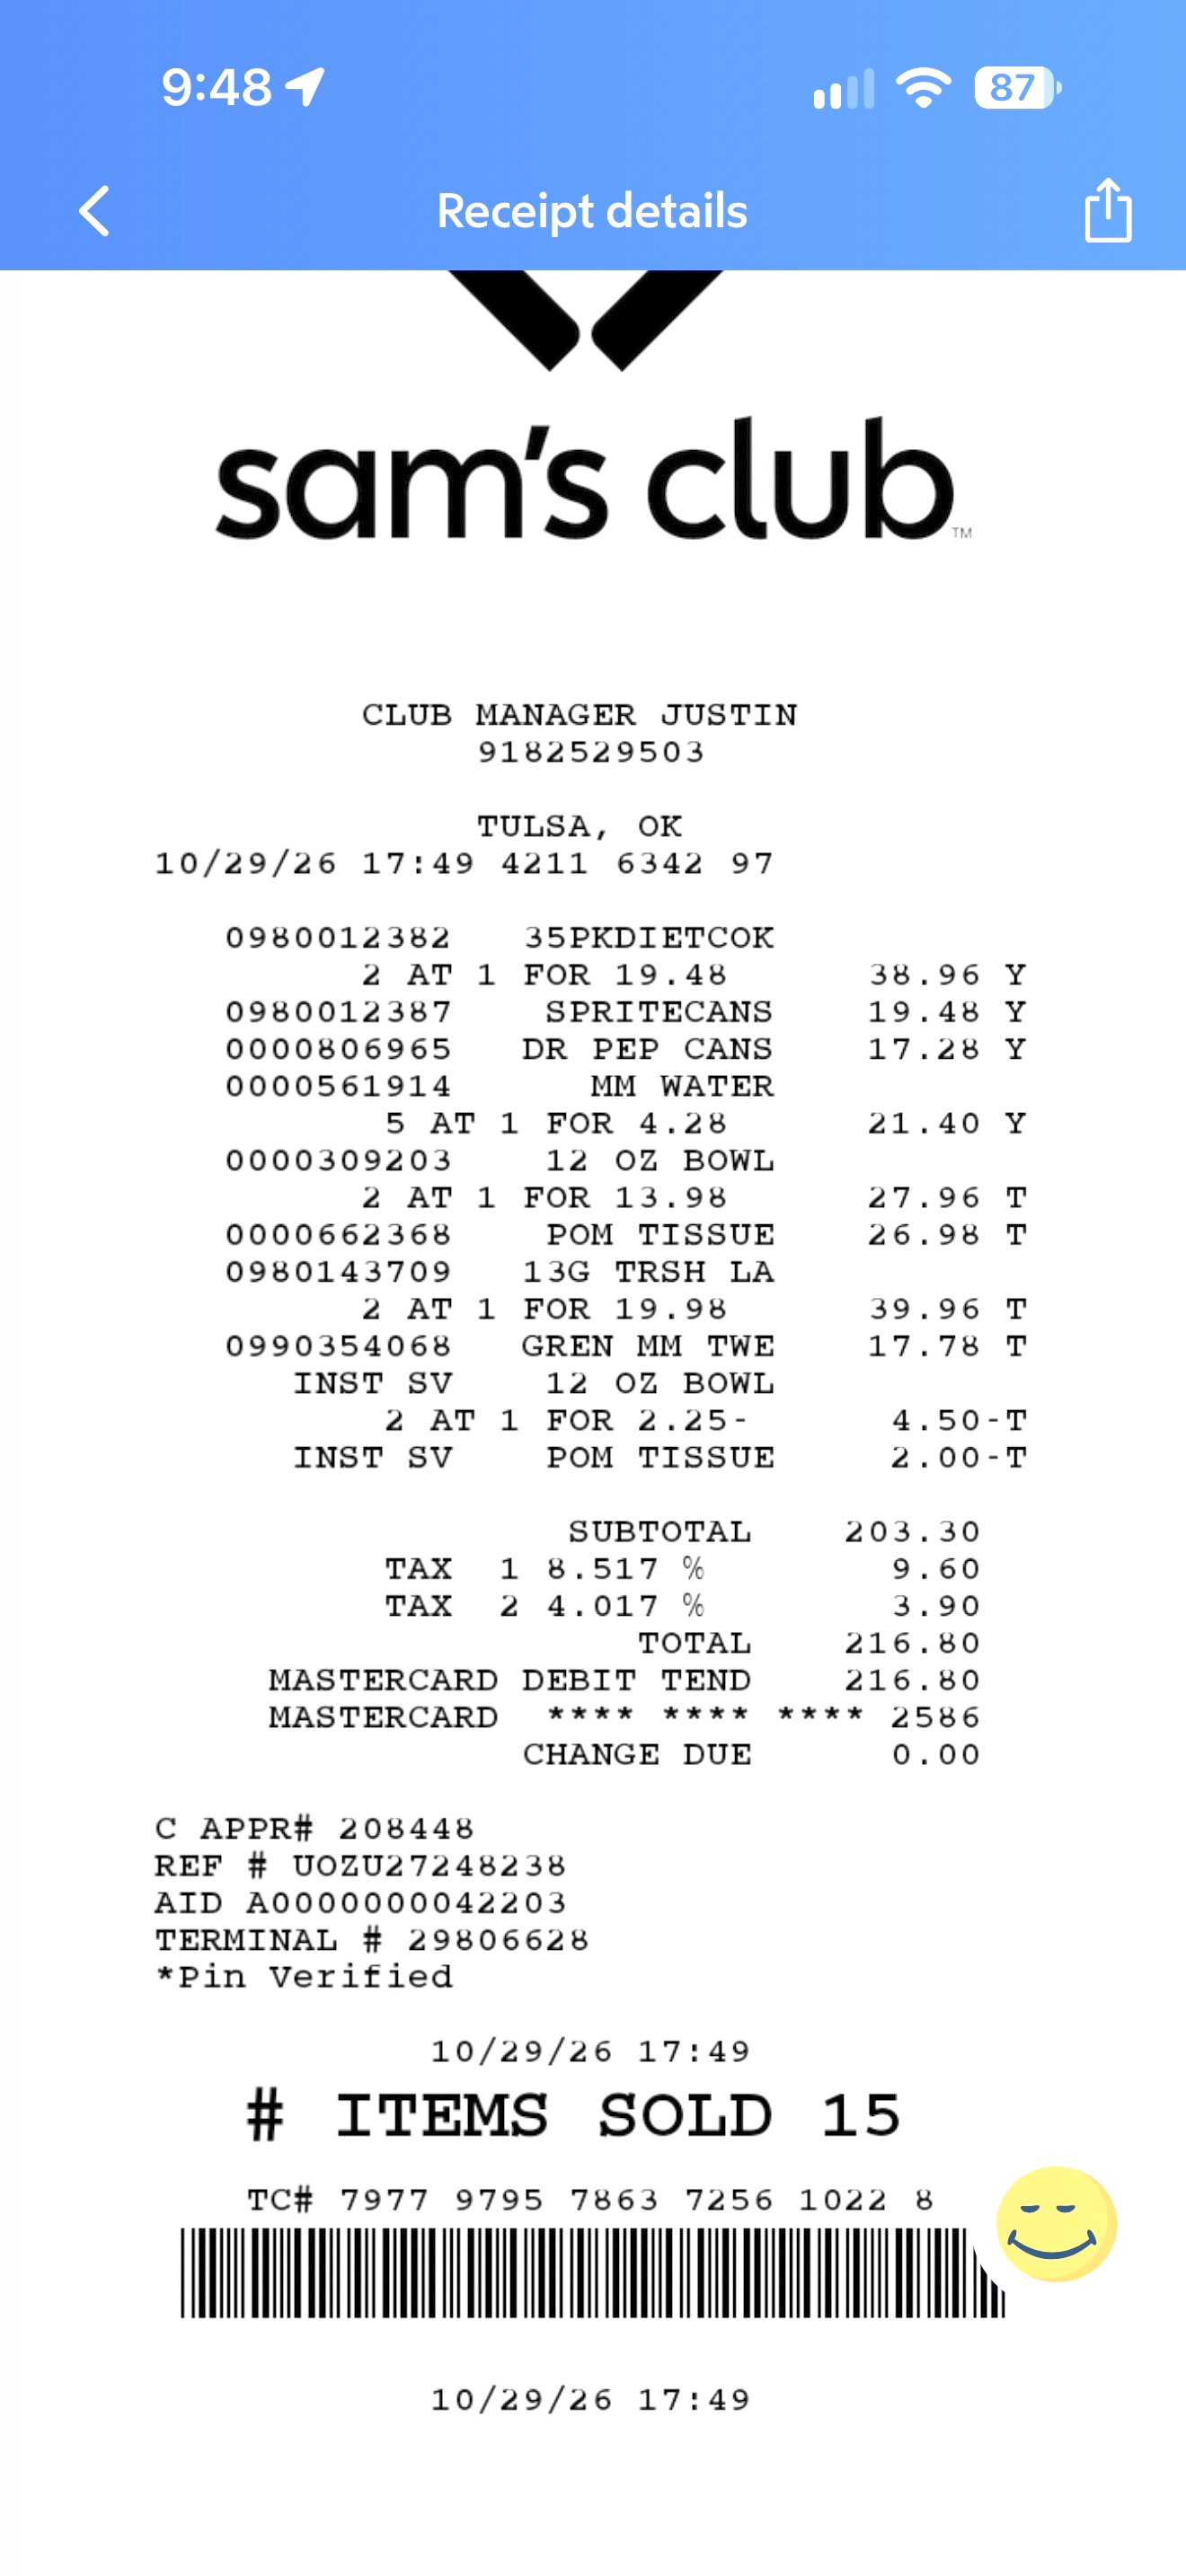 9:48
87
Receipt details
sam's club™
CLUB MANAGER JUSTIN
9182529503
TULSA, OK
10/29/26 17:49 4211 6342 97
0980012382 35PKDIETCOK
2 AT 1 FOR 19.48 38.96 Y
0980012387 SPRITECANS 19.48 Y
0000806965 DR PEP CANS 17.28 Y
0000561914 MM WATER
5 AT 1 FOR 4.28 21.40 Y
0000309203 12 OZ BOWL
2 AT 1 FOR 13.98 27.96 T
0000662368 POM TISSUE 26.98 T
0980143709 13G TRSH LA
2 AT 1 FOR 19.98 39.96 T
0990354068 GREN MM TWE 17.78 T
INST SV 12 OZ BOWL
2 AT 1 FOR 2.25- 4.50-T
INST SV POM TISSUE 2.00-T
SUBTOTAL 203.30
TAX 1 8.517 % 9.60
TAX 2 4.017 % 3.90
TOTAL 216.80
MASTERCARD DEBIT TEND 216.80
MASTERCARD **** **** **** 2586
CHANGE DUE 0.00
C APPR# 208448
REF # UOZU27248238
AID A0000000042203
TERMINAL # 29806628
*Pin Verified
10/29/26 17:49
# ITEMS SOLD 15
TC# 7977 9795 7863 7256 1022 8
10/29/26 17:49